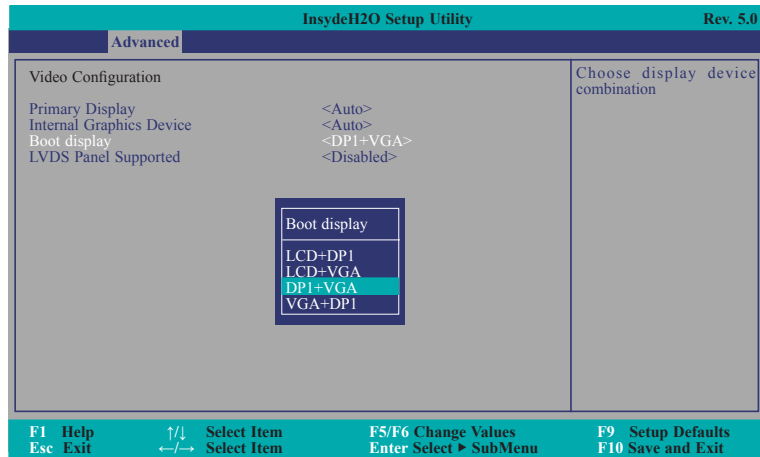 InsydeH2O Setup Utility Rev. 5.0
Advanced
Video Configuration
Primary Display <Auto>
Internal Graphics Device <Auto>
Boot display <DP1+VGA>
LVDS Panel Supported <Disabled>
Choose display device
combination
Boot display
LCD+DP1
LCD+VGA
DP1+VGA
VGA+DP1
F1 Help ↑/↓ Select Item F5/F6 Change Values F9 Setup Defaults
Esc Exit ←/→ Select Item Enter Select ▶ SubMenu F10 Save and Exit